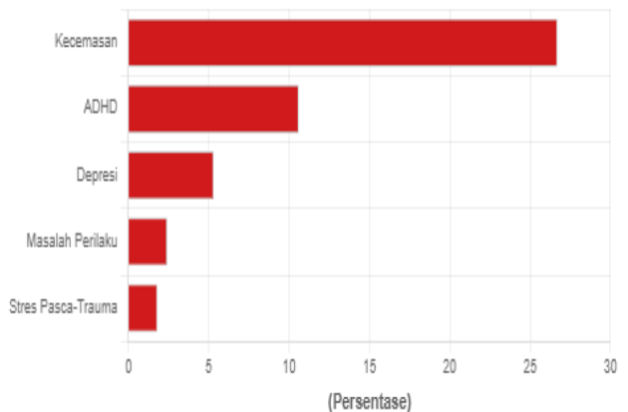 Kecemasan
ADHD
Depresi
Masalah Perilaku
Stres Pasca-Trauma
0 5 10 15 20 25 30
(Persentase)